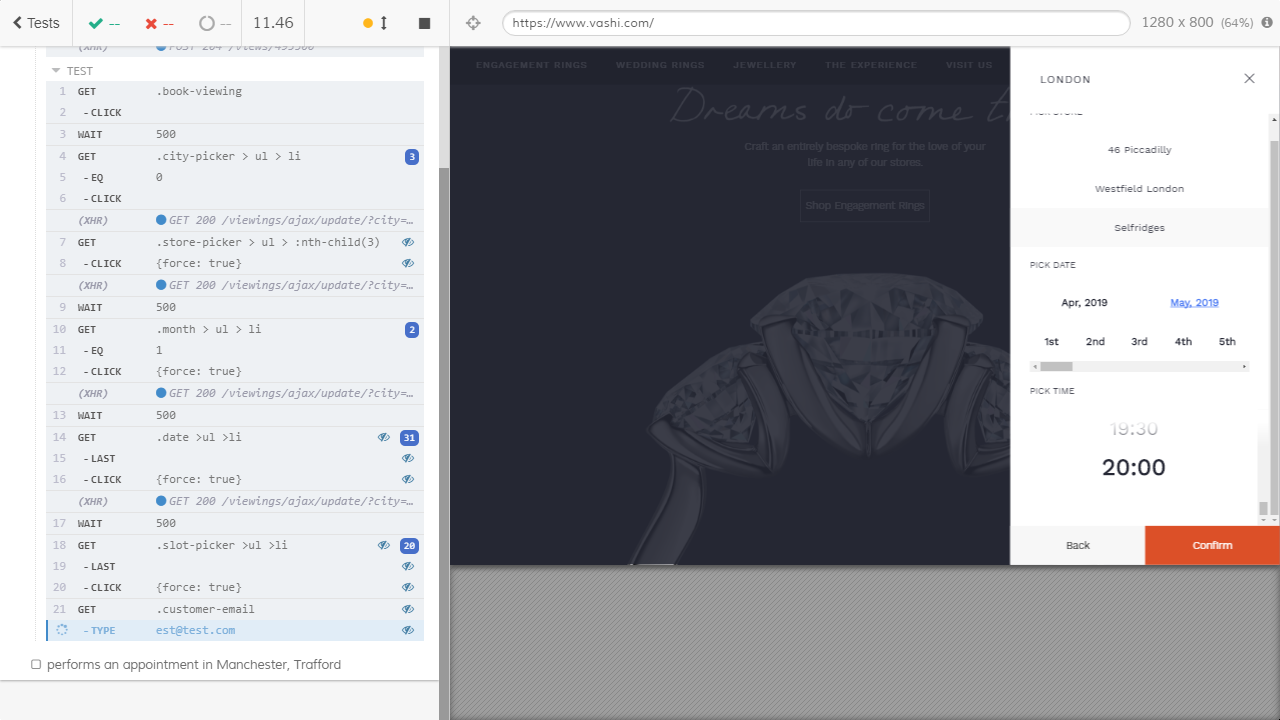 Tests
--
--
--
11.46
https://www.vashi.com/
1280 x 800 (64%)
(XHR) POST 204 /views/495500
TEST
1 GET .book-viewing
2 - CLICK
3 WAIT 500
4 GET .city-picker > ul > li 3
5 - EQ 0
6 - CLICK
(XHR) GET 200 /viewings/ajax/update/?city=…
7 GET .store-picker > ul > :nth-child(3)
8 - CLICK {force: true}
(XHR) GET 200 /viewings/ajax/update/?city=…
9 WAIT 500
10 GET .month > ul > li 2
11 - EQ 1
12 - CLICK {force: true}
(XHR) GET 200 /viewings/ajax/update/?city=…
13 WAIT 500
14 GET .date >ul >li 31
15 - LAST
16 - CLICK {force: true}
(XHR) GET 200 /viewings/ajax/update/?city=…
17 WAIT 500
18 GET .slot-picker >ul >li 20
19 - LAST
20 - CLICK {force: true}
21 GET .customer-email
- TYPE est@test.com
performs an appointment in Manchester, Trafford
ENGAGEMENT RINGS WEDDING RINGS JEWELLERY THE EXPERIENCE VISIT US
Dreams do come t
Craft an entirely bespoke ring for the love of your
life in any of our stores.
Shop Engagement Rings
LONDON
PICK STORE
46 Piccadilly
Westfield London
Selfridges
PICK DATE
Apr, 2019 May, 2019
1st 2nd 3rd 4th 5th
PICK TIME
19:30
20:00
Back Confirm